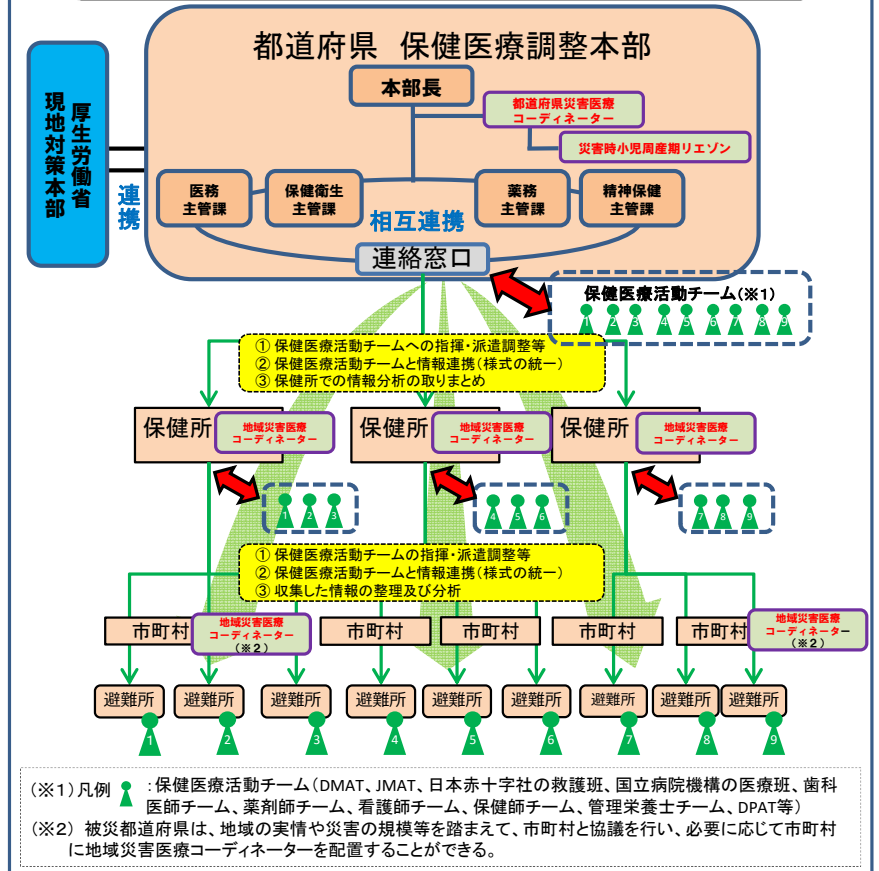 都道府県 保健医療調整本部
本部長
都道府県災害医療
コーディネーター
災害時小児周産期リエゾン
厚生労働省
現地対策本部
連携
医務
主管課
保健衛生
主管課
薬務
主管課
精神保健
主管課
相互連携
連絡窓口
保健医療活動チーム(※1)
1 2 3 4 5 6 7 8 9
① 保健医療活動チームへの指揮・派遣調整等
② 保健医療活動チームと情報連携(様式の統一)
③ 保健所での情報分析の取りまとめ
保健所
地域災害医療
コーディネーター
保健所
地域災害医療
コーディネーター
保健所
地域災害医療
コーディネーター
1 2 3
4 5 6
7 8 9
① 保健医療活動チームの指揮・派遣調整等
② 保健医療活動チームと情報連携(様式の統一)
③ 収集した情報の整理及び分析
市町村
地域災害医療
コーディネーター
(※2)
市町村
市町村
市町村
地域災害医療
コーディネーター
(※2)
避難所 避難所 避難所 避難所 避難所 避難所 避難所 避難所 避難所
1 2 3 4 5 6 7 8 9
(※1)凡例 :保健医療活動チーム(DMAT、JMAT、日本赤十字社の救護班、国立病院機構の医療班、歯科
医師チーム、薬剤師チーム、看護師チーム、保健師チーム、管理栄養士チーム、DPAT等)
(※2) 被災都道府県は、地域の実情や災害の規模等を踏まえて、市町村と協議を行い、必要に応じて市町村
に地域災害医療コーディネーターを配置することができる。